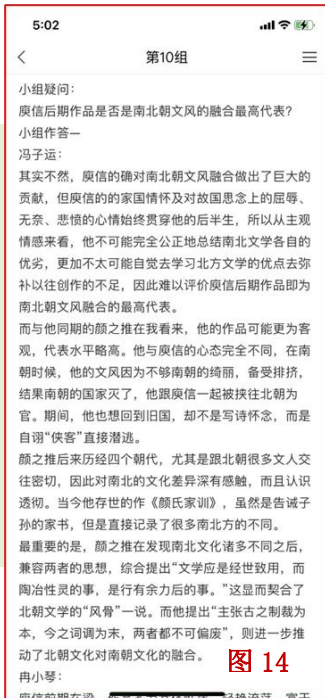 5:02
第10组
小组疑问：
庾信后期作品是否是南北朝文风的融合最高代表？
小组作答—
冯子运：
其实不然，庾信的确对南北朝文风融合做出了巨大的
贡献，但庾信的的家国情怀及对故国思念上的屈辱、
无奈、悲愤的心情始终贯穿他的后半生，所以从主观
情感来看，他不可能完全公正地总结南北文学各自的
优劣，更加不太可能自觉去学习北方文学的优点去弥
补以往创作的不足，因此难以评价庾信后期作品即为
南北朝文风融合的最高代表。
而与他同期的颜之推在我看来，他的作品可能更为客
观，代表水平略高。他与庾信的心态完全不同，在南
朝时候，他的文风因为不够南朝的绮丽，备受排挤，
结果南朝的国家灭了，他跟庾信一起被挟往北朝为
官。期间，他也想回到旧国，却不是写诗怀念，而是
自诩“侠客”直接潜逃。
颜之推后来历经四个朝代，尤其是跟北朝很多文人交
往密切，因此对南北的文化差异深有感触，而且认识
透彻。当今他存世的作《颜氏家训》，虽然是告诫子
孙的家书，但是直接记录了很多南北方的不同。
最重要的是，颜之推在发现南北文化诸多不同之后，
兼容两者的思想，综合提出“文学应是经世致用，而
陶冶性灵的事，是行有余力后的事。”这显而契合了
北朝文学的“风骨”一说。而他提出“主张古之制裁为
本，今之词调为末，两者都不可偏废”，则进一步推
动了北朝文化对南朝文化的融合。
图 14
冉小琴：